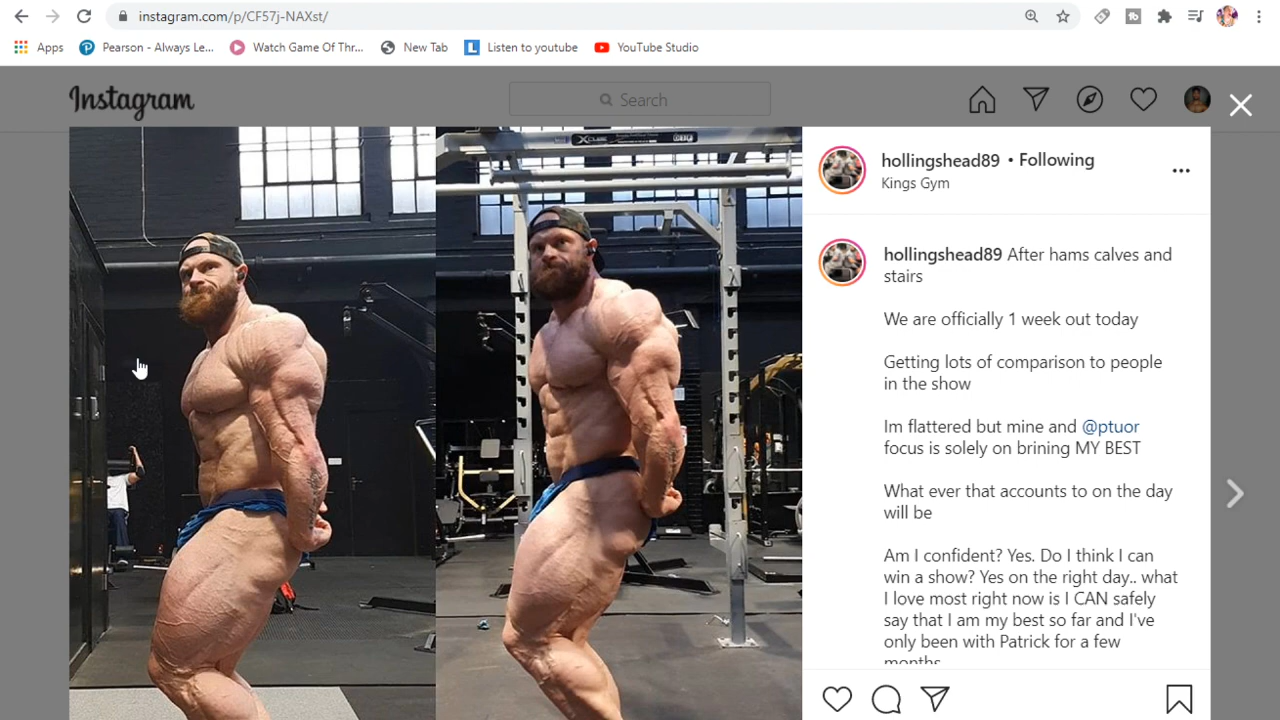 instagram.com/p/CF57j-NAXst/
Apps
Pearson - Always Le...
Watch Game Of Thr...
New Tab
Listen to youtube
YouTube Studio
Instagram
Search
hollingshead89 • Following
Kings Gym
hollingshead89 After hams calves and
stairs
We are officially 1 week out today
Getting lots of comparison to people
in the show
Im flattered but mine and @ptuor
focus is solely on brining MY BEST
What ever that accounts to on the day
will be
Am I confident? Yes. Do I think I can
win a show? Yes on the right day.. what
I love most right now is I CAN safely
say that I am my best so far and I've
only been with Patrick for a few
months